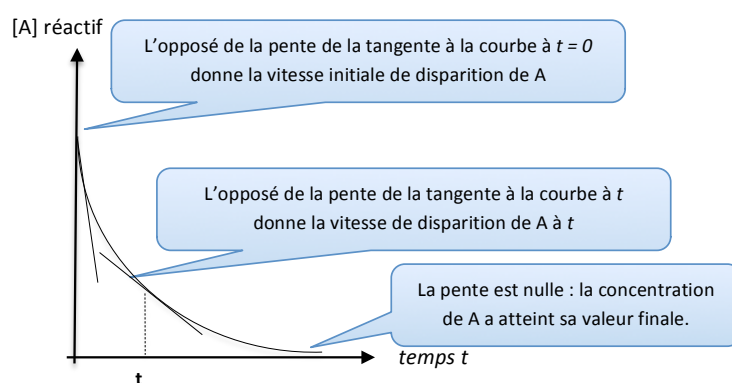 [A] réactif
L'opposé de la pente de la tangente à la courbe à t = 0
donne la vitesse initiale de disparition de A
L'opposé de la pente de la tangente à la courbe à t
donne la vitesse de disparition de A à t
La pente est nulle : la concentration
de A a atteint sa valeur finale.
temps t
t